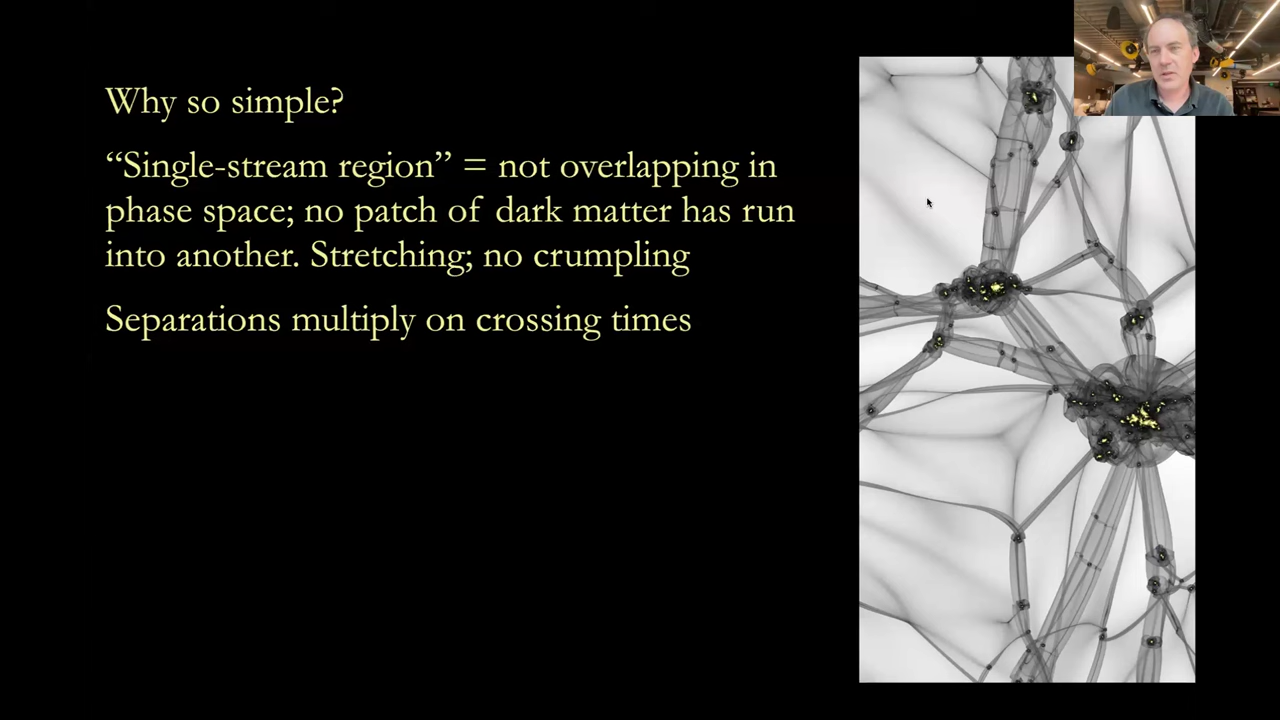 Why so simple?
“Single-stream region” = not overlapping in
phase space; no patch of dark matter has run
into another. Stretching; no crumpling
Separations multiply on crossing times